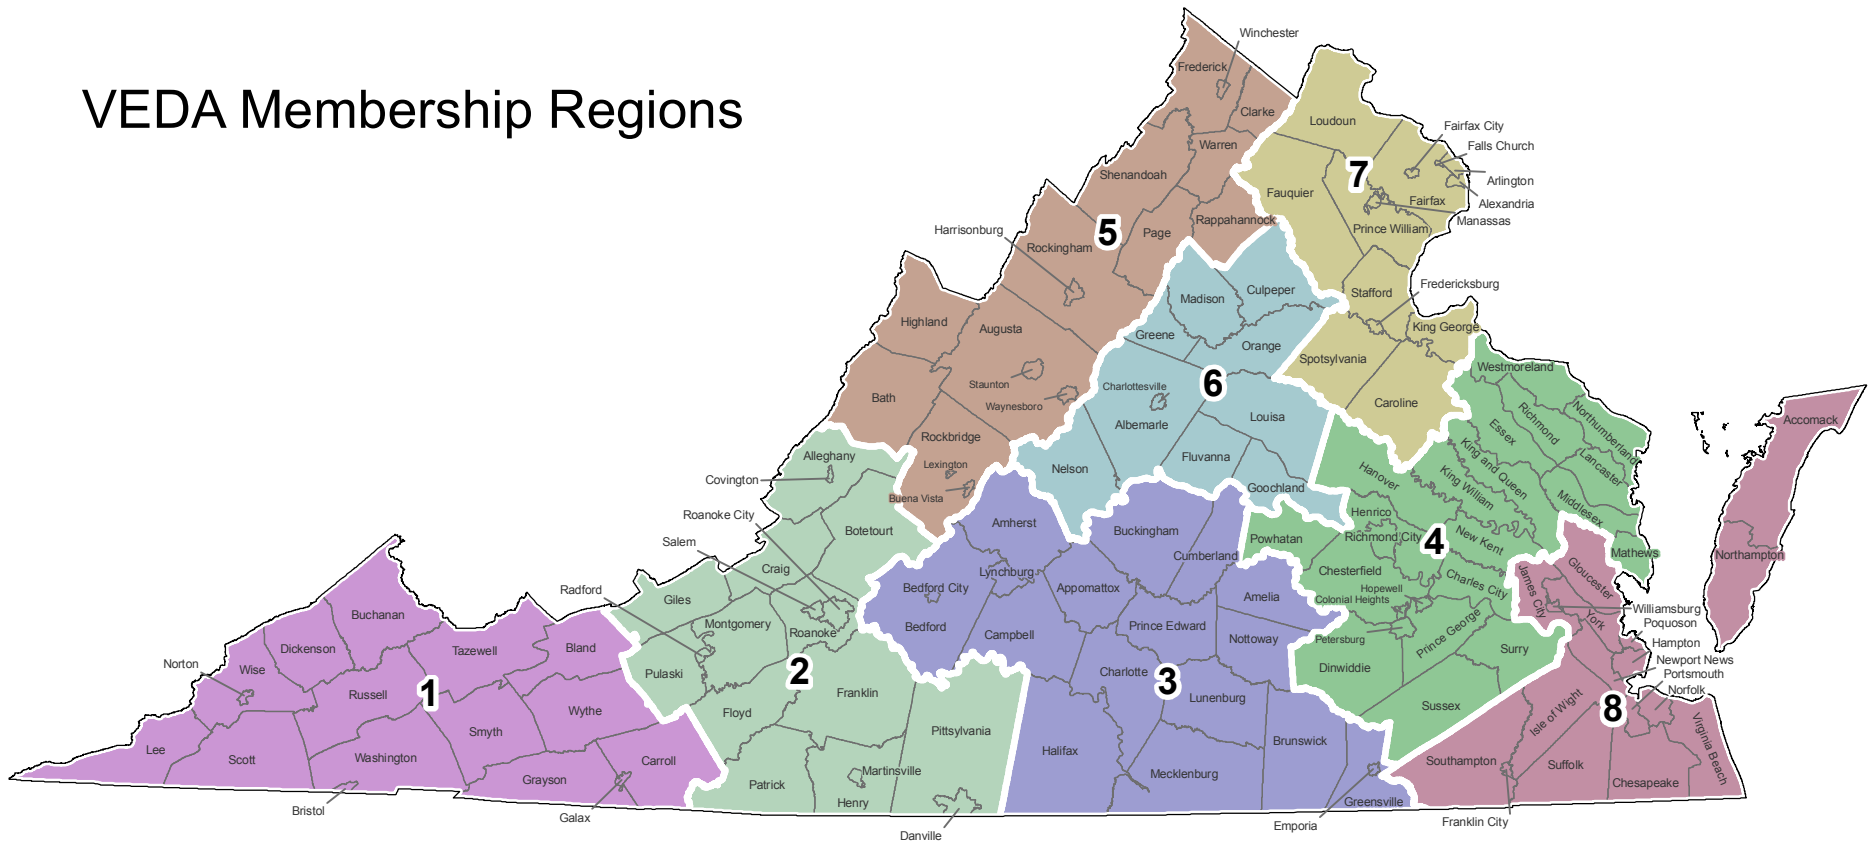 VEDA Membership Regions
Winchester
Frederick
Clarke
Loudoun
Fairfax City
Warren
Falls Church
7
Shenandoah
Arlington
Fauquier
Fairfax
Alexandria
Rappahannock
Manassas
Harrisonburg
5
Page
Prince William
Rockingham
Fredericksburg
Madison
Culpeper
Stafford
Highland
Augusta
King George
Greene
Orange
Spotsylvania
Westmoreland
Staunton
Charlottesville
6
Bath
Waynesboro
Caroline
Richmond
Northumberland
Accomack
Albemarle
Louisa
Essex
Rockbridge
Alleghany
Fluvanna
King and Queen
Lancaster
Lexington
Nelson
Hanover
King William
Covington
Buena Vista
Goochland
Middlesex
Roanoke City
Henrico
Amherst
Botetourt
Buckingham
Powhatan
Richmond City
4
New Kent
Salem
Cumberland
Mathews
Northampton
Craig
Lynchburg
Chesterfield
Charles City
James City
Gloucester
Radford
Bedford City
Appomattox
Hopewell
Giles
Amelia
Colonial Heights
Williamsburg
Buchanan
Montgomery
Bedford
Prince Edward
York
Poquoson
Roanoke
Campbell
Nottoway
Petersburg
Prince George
Hampton
Dickenson
Tazewell
Bland
Surry
Newport News
Norton
Wise
Pulaski
2
Charlotte
3
Dinwiddie
Portsmouth
Russell
1
Franklin
Lunenburg
Norfolk
Wythe
Floyd
Sussex
Isle of Wight
8
Smyth
Pittsylvania
Brunswick
Virginia Beach
Lee
Scott
Washington
Carroll
Halifax
Southampton
Suffolk
Grayson
Patrick
Martinsville
Mecklenburg
Chesapeake
Henry
Greensville
Bristol
Galax
Danville
Emporia
Franklin City